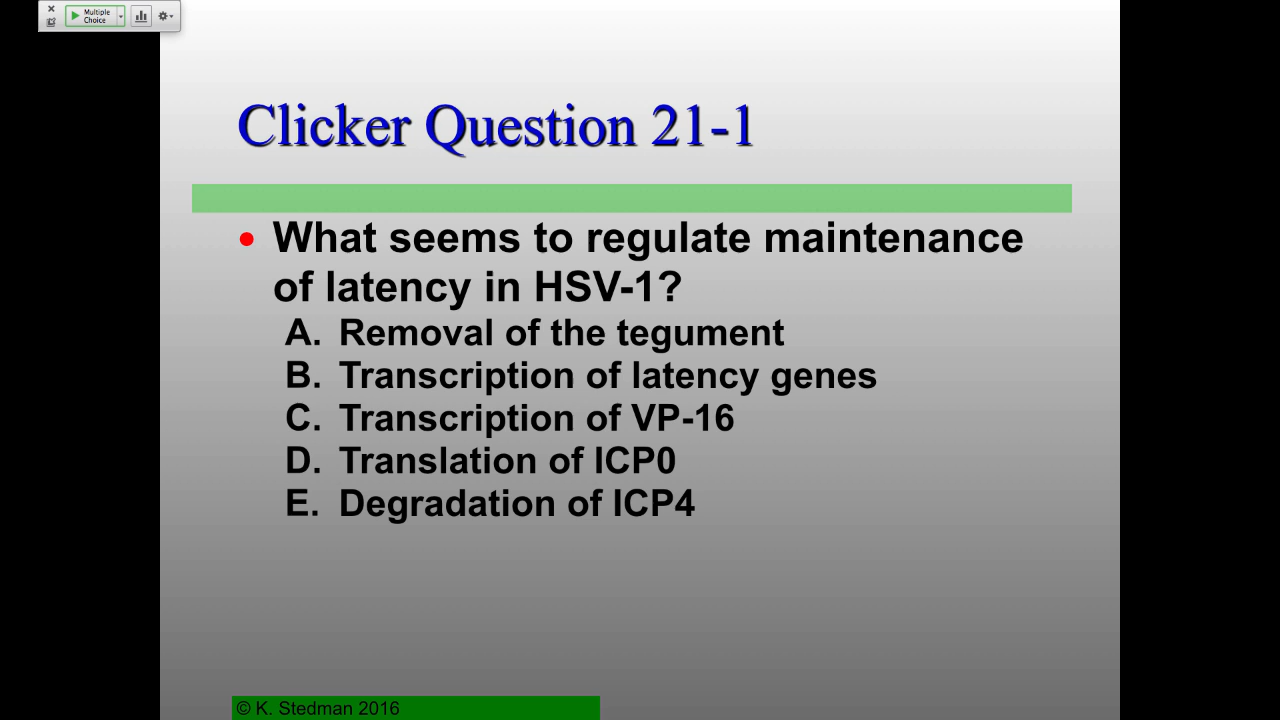 Multiple
Choice
Clicker Question 21-1
• What seems to regulate maintenance
of latency in HSV-1?
A. Removal of the tegument
B. Transcription of latency genes
C. Transcription of VP-16
D. Translation of ICP0
E. Degradation of ICP4
© K. Stedman 2016